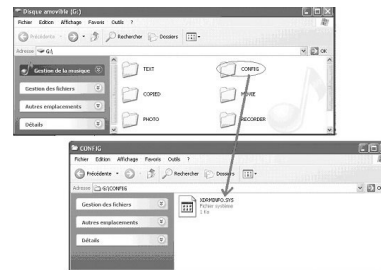 Disque amovible (G:)
Fichier Edition Affichage Favoris Outils ?
Précédente Rechercher Dossiers
Adresse G:\ OK
Gestion de la musique
Gestion des fichiers
Autres emplacements
Détails
TEXT CONFIG
COPIED MOVIE
PHOTO RECORDER
CONFIG
Fichier Edition Affichage Favoris Outils ?
Précédente Rechercher Dossiers
Adresse G:\CONFIG
Gestion des fichiers
Autres emplacements
Détails
XDRMINFO.SYS
Fichier système
1 Ko